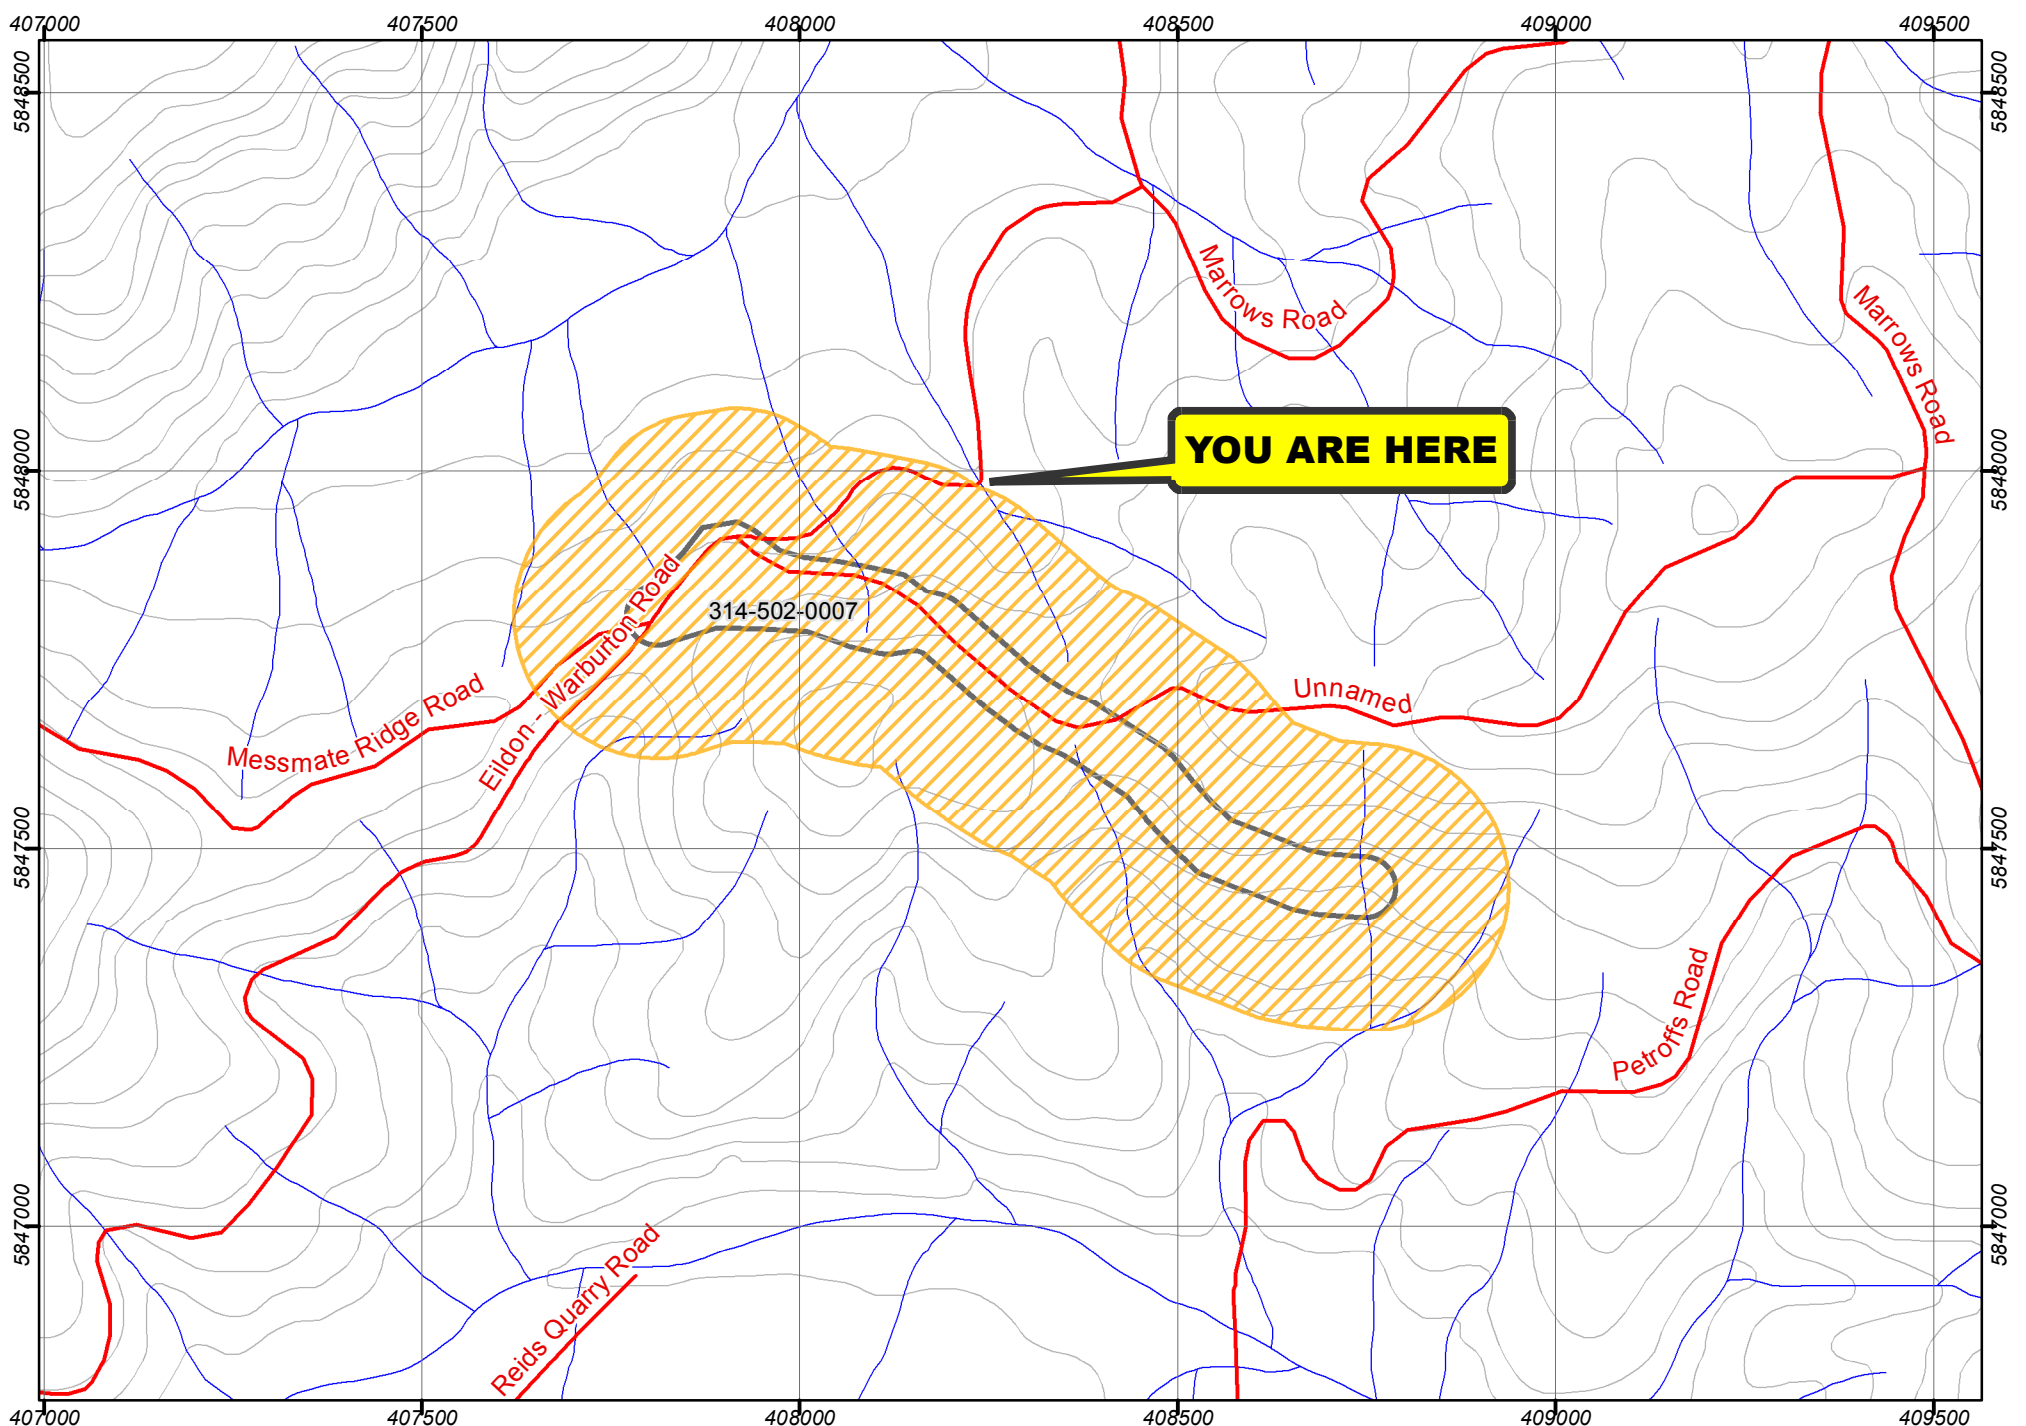 407000 407500 408000 408500 409000 409500
5848500 5848500
Marrows Road
Marrows Road
YOU ARE HERE
5848000 5848000
314-502-0007
Unnamed
Messmate Ridge Road
Eildon - Warburton Road
5847500 5847500
Petroffs Road
5847000 5847000
Reids Quarry Road
407000 407500 408000 408500 409000 409500